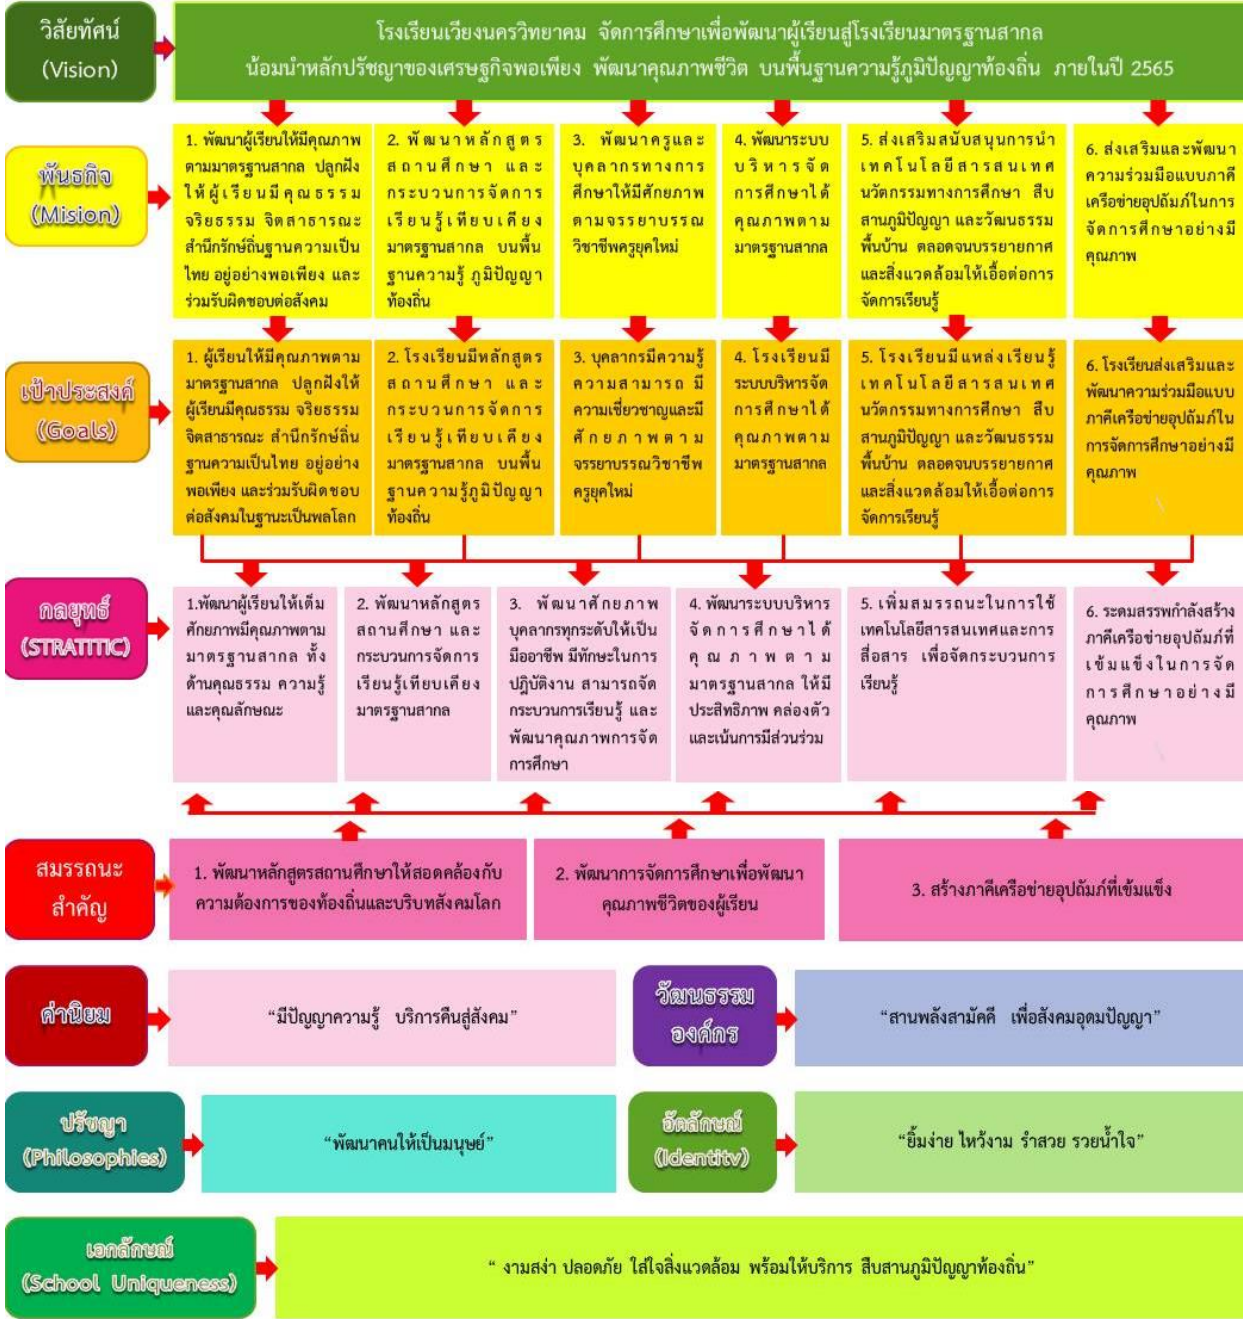 วิสัยทัศน์
(Vision)
โรงเรียนเวียงนครวิทยาคม จัดการศึกษาเพื่อพัฒนาผู้เรียนสู่โรงเรียนมาตรฐานสากล
น้อมนำหลักปรัชญาของเศรษฐกิจพอเพียง พัฒนาคุณภาพชีวิต บนพื้นฐานความรู้ภูมิปัญญาท้องถิ่น ภายในปี 2565
พันธกิจ
(Mision)
1. พัฒนาผู้เรียนให้มีคุณภาพ
ตามมาตรฐานสากล ปลูกฝัง
ให้ผู้เรียนมีคุณธรรม
จริยธรรม จิตสาธารณะ
สำนึกรักษ์ถิ่นฐานความเป็น
ไทย อยู่อย่างพอเพียง และ
ร่วมรับผิดชอบต่อสังคม
2. พัฒนาหลักสูตร
สถานศึกษา และ
กระบวนการจัดการ
เรียนรู้เทียบเคียง
มาตรฐานสากล บนพื้น
ฐานความรู้ ภูมิปัญญา
ท้องถิ่น
3. พัฒนาครูและ
บุคลากรทางการ
ศึกษาให้มีศักยภาพ
ตามจรรยาบรรณ
วิชาชีพครูยุคใหม่
4. พัฒนาระบบ
บริหารจัด
การศึกษาได้
คุณภาพตาม
มาตรฐานสากล
5. ส่งเสริมสนับสนุนการนำ
เทคโนโลยีสารสนเทศ
นวัตกรรมทางการศึกษา สืบ
สานภูมิปัญญา และวัฒนธรรม
พื้นบ้าน ตลอดจนบรรยายกาศ
และสิ่งแวดล้อมให้เอื้อต่อการ
จัดการเรียนรู้
6. ส่งเสริมและพัฒนา
ความร่วมมือแบบภาคี
เครือข่ายอุปถัมภ์ในการ
จัดการศึกษาอย่างมี
คุณภาพ
เป้าประสงค์
(Goals)
1. ผู้เรียนให้มีคุณภาพตาม
มาตรฐานสากล ปลูกฝังให้
ผู้เรียนมีคุณธรรม จริยธรรม
จิตสาธารณะ สำนึกรักษ์ถิ่น
ฐานความเป็นไทย อยู่อย่าง
พอเพียง และร่วมรับผิดชอบ
ต่อสังคมในฐานะเป็นพลโลก
2. โรงเรียนมีหลักสูตร
สถานศึกษา และ
กระบวนการจัดการ
เรียนรู้เทียบเคียง
มาตรฐานสากล บนพื้น
ฐานความรู้ภูมิปัญญา
ท้องถิ่น
3. บุคลากรมีความรู้
ความสามารถ มี
ความเชี่ยวชาญและมี
ศักยภาพตาม
จรรยาบรรณวิชาชีพ
ครูยุคใหม่
4. โรงเรียนมี
ระบบบริหารจัด
การศึกษาได้
คุณภาพตาม
มาตรฐานสากล
5. โรงเรียนมีแหล่งเรียนรู้
เทคโนโลยีสารสนเทศ
นวัตกรรมทางการศึกษา สืบ
สานภูมิปัญญา และวัฒนธรรม
พื้นบ้าน ตลอดจนบรรยายกาศ
และสิ่งแวดล้อมให้เอื้อต่อการ
จัดการเรียนรู้
6. โรงเรียนส่งเสริมและ
พัฒนาความร่วมมือแบบ
ภาคีเครือข่ายอุปถัมภ์ใน
การจัดการศึกษาอย่างมี
คุณภาพ
กลยุทธ์
(STRATITIC)
1.พัฒนาผู้เรียนให้เต็ม
ศักยภาพมีคุณภาพตาม
มาตรฐานสากล ทั้ง
ด้านคุณธรรม ความรู้
และคุณลักษณะ
2. พัฒนาหลักสูตร
สถานศึกษา และ
กระบวนการจัดการ
เรียนรู้เทียบเคียง
มาตรฐานสากล
3. พัฒนาศักยภาพ
บุคลากรทุกระดับให้เป็น
มืออาชีพ มีทักษะในการ
ปฎิบัติงาน สามารถจัด
กระบวนการเรียนรู้ และ
พัฒนาคุณภาพการจัด
การศึกษา
4. พัฒนาระบบบริหาร
จัดการศึกษาได้
คุณภาพตาม
มาตรฐานสากล ให้มี
ประสิทธิภาพ คล่องตัว
และเน้นการมีส่วนร่วม
5. เพิ่มสมรรถนะในการใช้
เทคโนโลยีสารสนเทศและการ
สื่อสาร เพื่อจัดกระบวนการ
เรียนรู้
6. ระดมสรรพกำลังสร้าง
ภาคีเครือข่ายอุปถัมภ์ที่
เข้มแข็งในการจัด
การศึกษาอย่างมี
คุณภาพ
สมรรถนะ
สำคัญ
1. พัฒนาหลักสูตรสถานศึกษาให้สอดคล้องกับ
ความต้องการของท้องถิ่นและบริบทสังคมโลก
2. พัฒนาการจัดการศึกษาเพื่อพัฒนา
คุณภาพชีวิตของผู้เรียน
3. สร้างภาคีเครือข่ายอุปถัมภ์ที่เข้มแข็ง
ค่านิยม
“มีปัญญาความรู้ บริการคืนสู่สังคม”
วัฒนธรรม
องค์กร
“สานพลังสามัคคี เพื่อสังคมอุดมปัญญา”
ปรัชญา
(Philosophies)
“พัฒนาคนให้เป็นมนุษย์”
อัตลักษณ์
(Identitv)
“ยิ้มง่าย ไหว้งาม รำสวย รวยน้ำใจ”
เอกลักษณ์
(School Uniqueness)
“ งามสง่า ปลอดภัย ใส่ใจสิ่งแวดล้อม พร้อมให้บริการ สืบสานภูมิปัญญาท้องถิ่น”